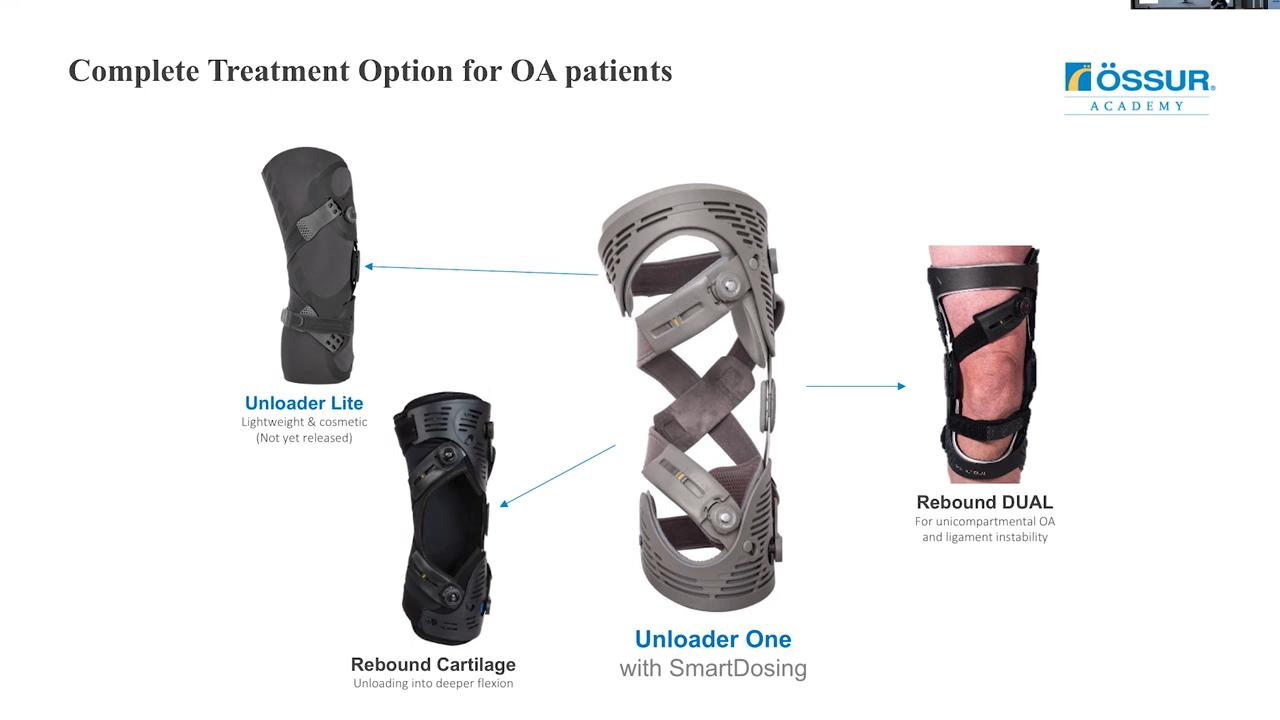 Complete Treatment Option for OA patients
ÖSSUR®
ACADEMY
Unloader Lite
Lightweight & cosmetic
(Not yet released)
Rebound DUAL
For unicompartmental OA
and ligament instability
Unloader One
with SmartDosing
Rebound Cartilage
Unloading into deeper flexion